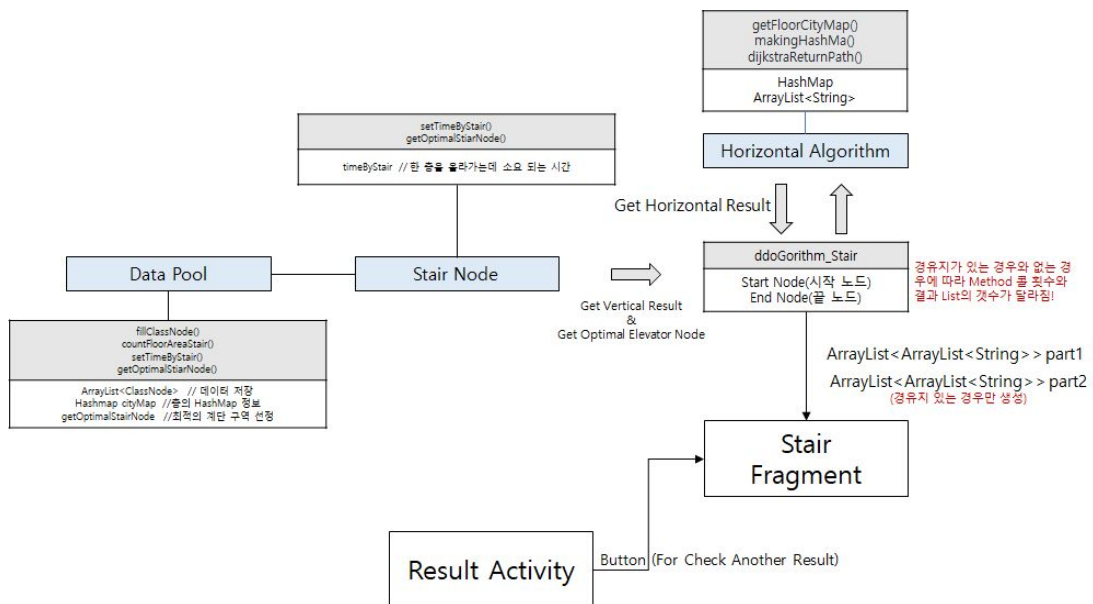 getFloorCityMap()
makingHashMa()
dijkstraReturnPath()
HashMap
ArrayList<String>
Horizontal Algorithm
setTimeByStair()
getOptimalStiarNode()
timeByStair // 한 층을 올라가는데 소요 되는 시간
Get Horizontal Result
Data Pool
Stair Node
ddoGorithm_Stair
Start Node(시작 노드)
End Node(끝 노드)
경유지가 있는 경우와 없는 경
우에 따라 Method 콜 횟수와
결과 List의 갯수가 달라짐!
Get Vertical Result
&
Get Optimal Elevator Node
fillClassNode()
countFloorAreaStair()
setTimeByStair()
getOptimalStiarNode()
ArrayList<ClassNode> // 데이터 저장
Hashmap cityMap //층의 HashMap 정보
getOptimalStairNode //최적의 계단 구역 선정
ArrayList<ArrayList<String>> part1
ArrayList<ArrayList<String>> part2
(경유지 있는 경우만 생성)
Stair
Fragment
Result Activity
Button (For Check Another Result)